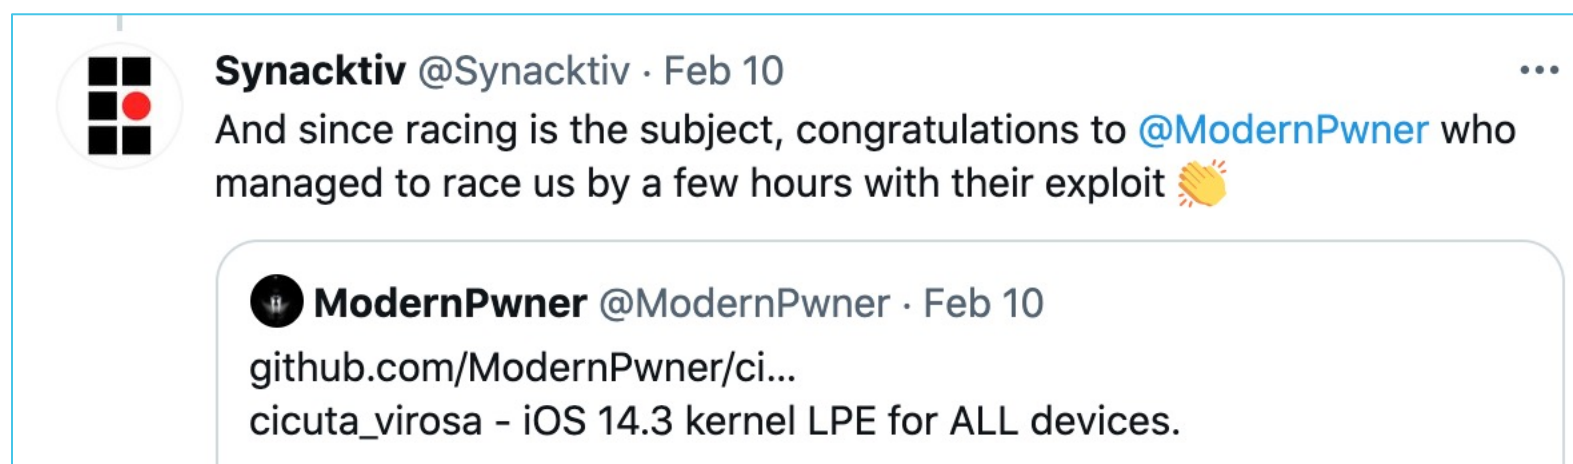 Synacktiv @Synacktiv · Feb 10
And since racing is the subject, congratulations to @ModernPwner who
managed to race us by a few hours with their exploit 👏
ModernPwner @ModernPwner · Feb 10
github.com/ModernPwner/ci...
cicuta_virosa - iOS 14.3 kernel LPE for ALL devices.